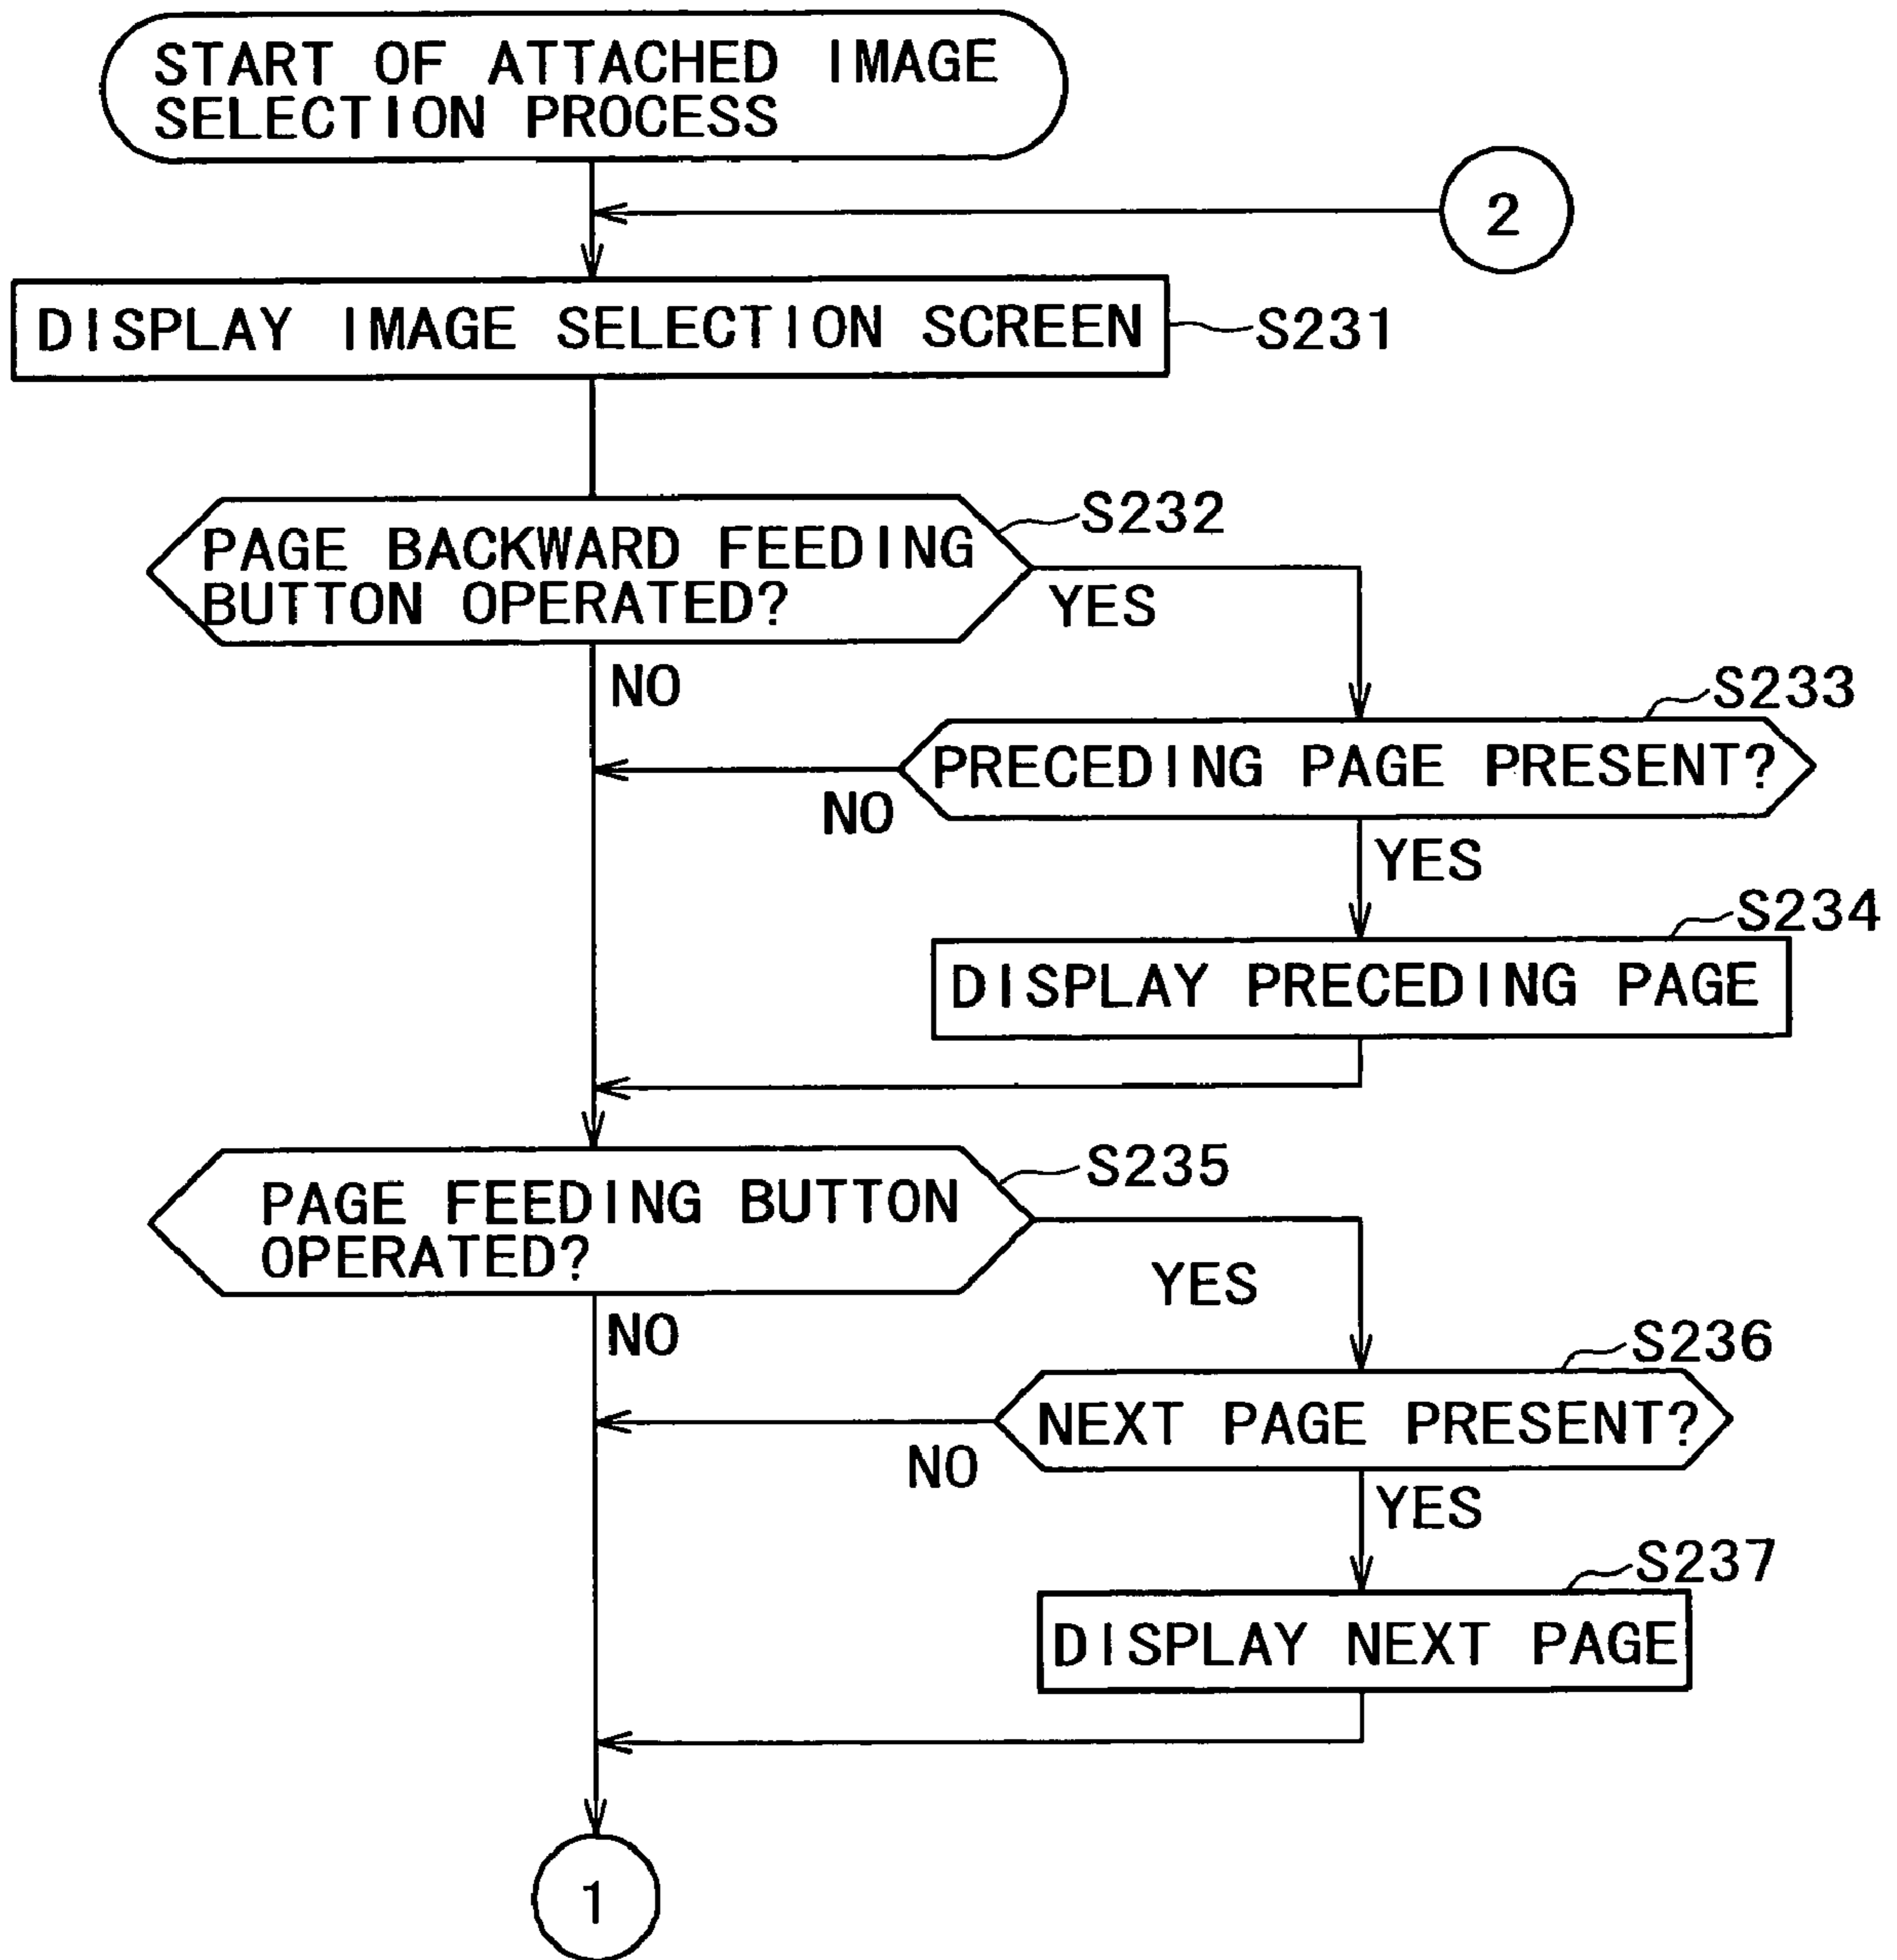 START OF ATTACHED IMAGE
SELECTION PROCESS
2
DISPLAY IMAGE SELECTION SCREEN
S231
S232
PAGE BACKWARD FEEDING
BUTTON OPERATED?
YES
NO
S233
PRECEDING PAGE PRESENT?
NO
YES
S234
DISPLAY PRECEDING PAGE
S235
PAGE FEEDING BUTTON
OPERATED?
YES
NO
S236
NEXT PAGE PRESENT?
NO
YES
S237
DISPLAY NEXT PAGE
1